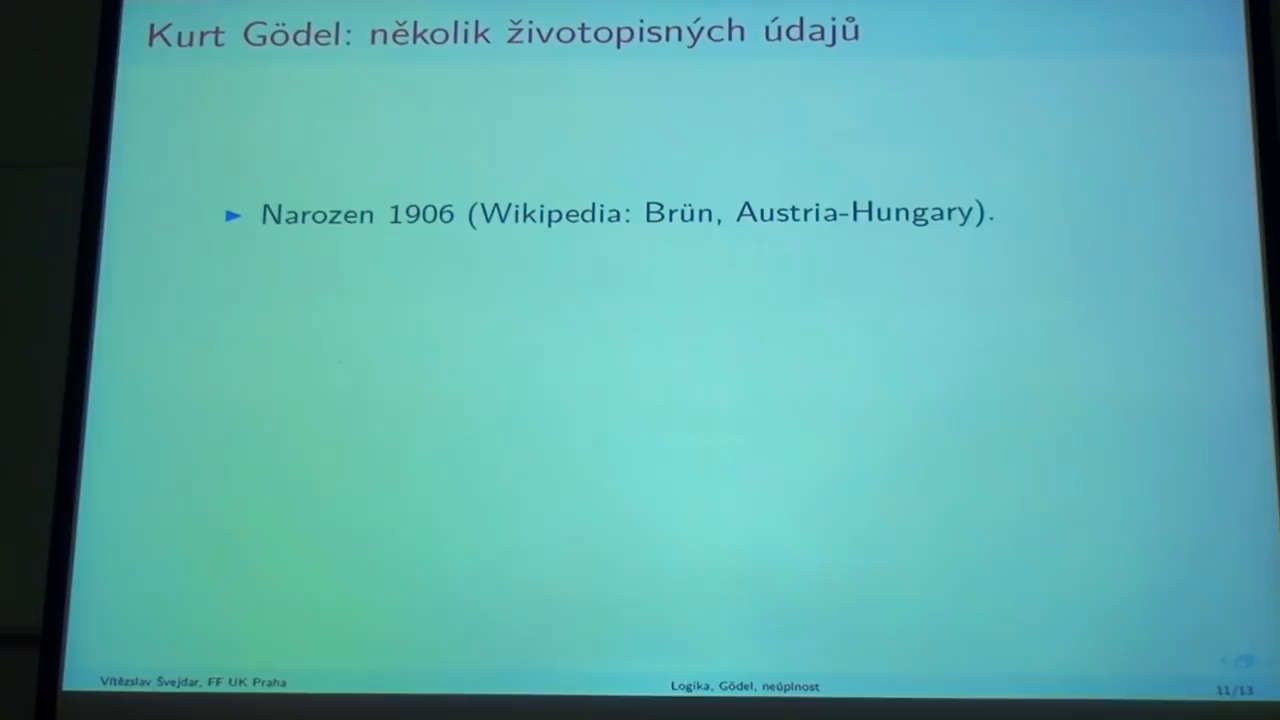 Kurt Gödel: několik životopisných údajů
► Narozen 1906 (Wikipedia: Brün, Austria-Hungary).
Vítězslav Švejdar, FF UK Praha
Logika, Gödel, neúplnost
11/13